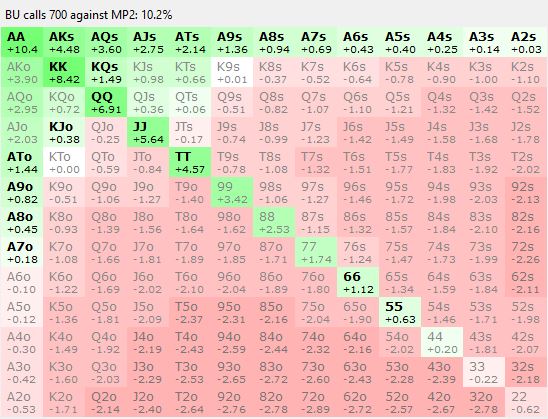 BU calls 700 against MP2: 10.2%
AA AKs AQs AJs ATs A9s A8s A7s A6s A5s A4s A3s A2s
+10.4 +4.48 +3.60 +2.75 +2.14 +1.36 +0.94 +0.69 +0.43 +0.40 +0.25 +0.14 +0.03
AKo KK KQs KJs KTs K9s K8s K7s K6s K5s K4s K3s K2s
+3.90 +8.42 +1.49 +0.98 +0.66 +0.01 -0.37 -0.52 -0.64 -0.78 -0.90 -1.00 -1.10
AQo KQo QQ QJs QTs Q9s Q8s Q7s Q6s Q5s Q4s Q3s Q2s
+2.95 +0.72 +6.91 +0.36 +0.06 -0.51 -0.82 -1.07 -1.10 -1.21 -1.32 -1.42 -1.52
AJo KJo QJo JJ JTs J9s J8s J7s J6s J5s J4s J3s J2s
+2.03 +0.38 -0.25 +5.64 -0.17 -0.74 -0.99 -1.23 -1.42 -1.49 -1.58 -1.68 -1.78
ATo KTo QTo JTo TT T9s T8s T7s T6s T5s T4s T3s T2s
+1.44 +0.00 -0.59 -0.84 +4.57 -0.78 -1.08 -1.32 -1.51 -1.77 -1.83 -1.92 -2.02
A9o K9o Q9o J9o T9o 99 98s 97s 96s 95s 94s 93s 92s
+0.82 -0.51 -1.06 -1.27 -1.40 +3.42 -1.06 -1.27 -1.46 -1.72 -1.98 -2.03 -2.13
A8o K8o Q8o J8o T8o 98o 88 87s 86s 85s 84s 83s 82s
+0.45 -0.93 -1.39 -1.56 -1.64 -1.62 +2.53 -1.15 -1.32 -1.57 -1.84 -2.10 -2.16
A7o K7o Q7o J7o T7o 97o 87o 77 76s 75s 74s 73s 72s
+0.18 -1.08 -1.66 -1.81 -1.89 -1.85 -1.71 +1.74 -1.24 -1.47 -1.73 -1.99 -2.26
A6o K6o Q6o J6o T6o 96o 86o 76o 66 65s 64s 63s 62s
-0.10 -1.22 -1.69 -2.02 -2.10 -2.04 -1.89 -1.80 +1.12 -1.34 -1.59 -1.84 -2.11
A5o K5o Q5o J5o T5o 95o 85o 75o 65o 55 54s 53s 52s
-0.12 -1.36 -1.81 -2.09 -2.37 -2.31 -2.16 -2.04 -1.90 +0.63 -1.46 -1.71 -1.98
A4o K4o Q4o J4o T4o 94o 84o 74o 64o 54o 44 43s 42s
-0.30 -1.49 -1.92 -2.19 -2.43 -2.59 -2.44 -2.32 -2.16 -2.02 +0.20 -1.81 -2.07
A3o K3o Q3o J3o T3o 93o 83o 73o 63o 53o 43o 33 32s
-0.42 -1.60 -2.03 -2.29 -2.53 -2.65 -2.72 -2.60 -2.43 -2.28 -2.39 -0.22 -2.18
A2o K2o Q2o J2o T2o 92o 82o 72o 62o 52o 42o 32o 22
-0.53 -1.71 -2.14 -2.40 -2.64 -2.76 -2.78 -2.89 -2.72 -2.57 -2.67 -2.78 -0.62